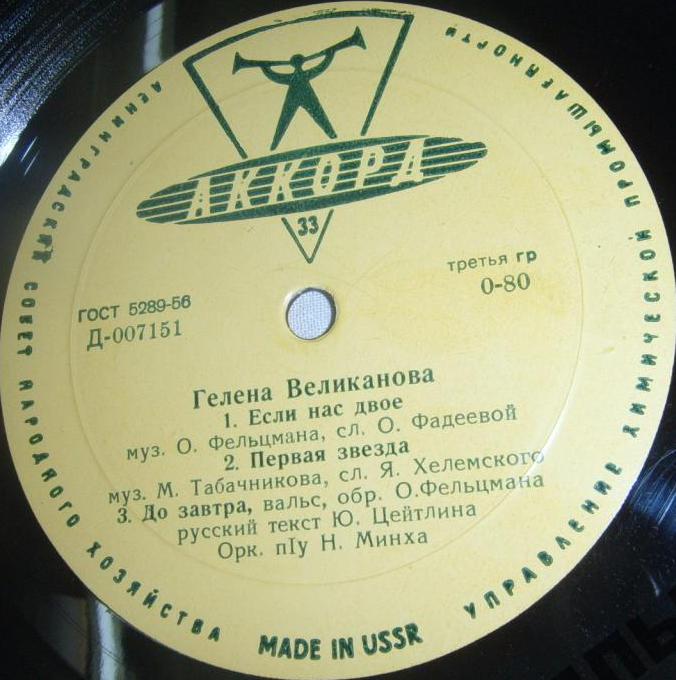 ЛЕНИНГРАДСКИЙ СОВЕТ НАРОДНОГО ХОЗЯЙСТВА
УПРАВЛЕНИЕ ХИМИЧЕСКОЙ ПРОМЫШЛЕННОСТИ
АККОРД
33
третья гр
0-80
ГОСТ 5289-56
Д-007151
Гелена Великанова
1. Если нас двое
муз. О. Фельцмана, сл. О. Фадеевой
2. Первая звезда
муз. М. Табачникова, сл. Я. Хелемского
3. До завтра, вальс, обр. О.Фельцмана
русский текст Ю. Цейтлина
Орк. п/у Н. Минха
MADE IN USSR